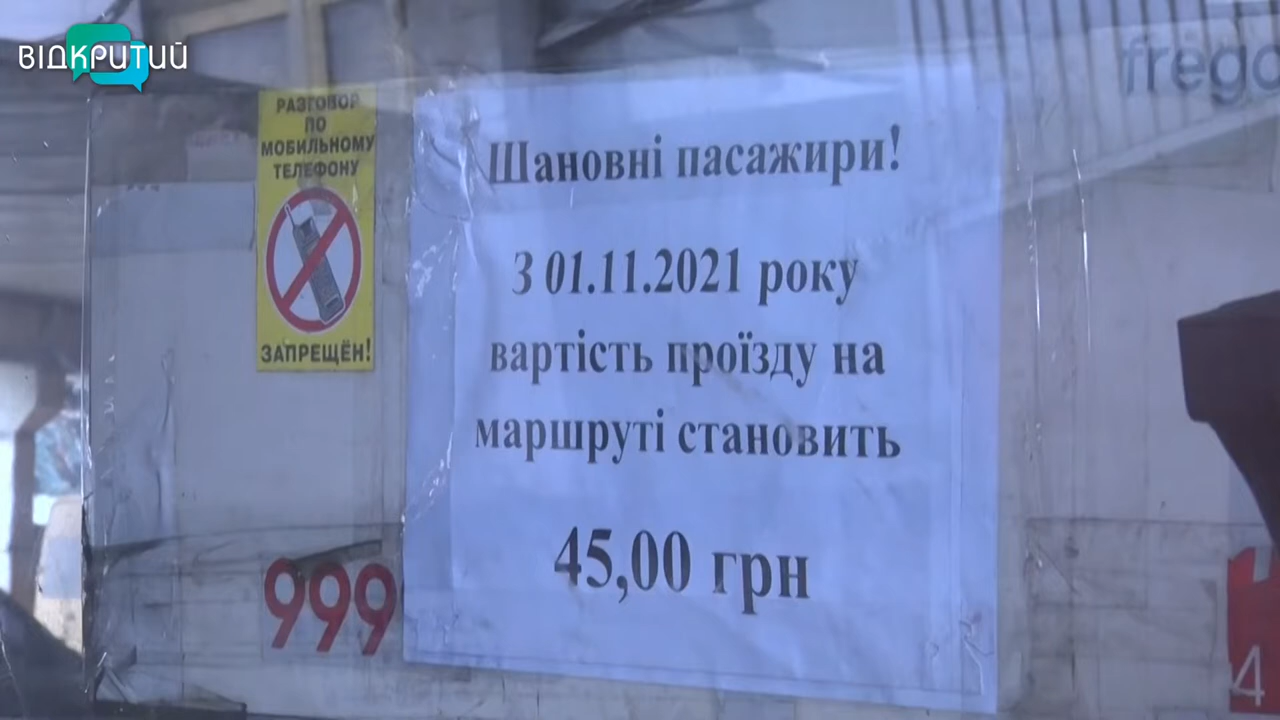 ВІДКРИТИЙ
РАЗГОВОР
ПО
МОБИЛЬНОМУ
ТЕЛЕФОНУ
ЗАПРЕЩЁН!
Шановні пасажири!
З 01.11.2021 року
вартість проїзду на
маршруті становить
45,00 грн
999
4